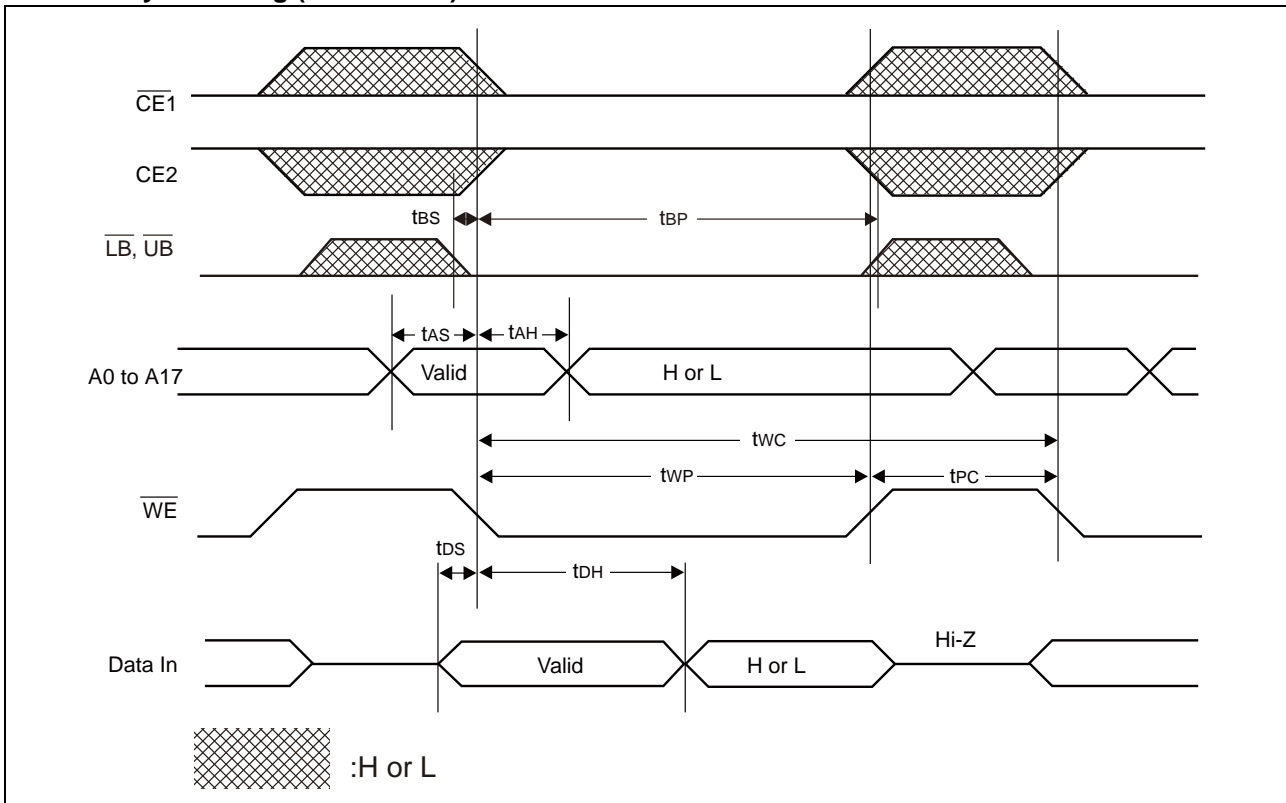 CE1
CE2
tBS
tBP
LB, UB
tAS
tAH
A0 to A17
Valid
H or L
tWC
tWP
tPC
WE
tDS
tDH
Hi-Z
Data In
Valid
H or L
:H or L